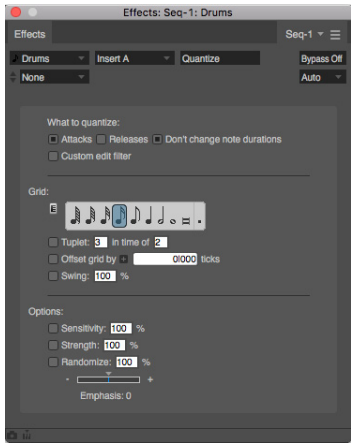 Effects: Seq-1: Drums
Effects Seq-1
Drums Insert A Quantize Bypass Off
None Auto
What to quantize:
Attacks Releases Don't change note durations
Custom edit filter
Grid:
E
Tuplet: 3 in time of 2
Offset grid by + 0|000 ticks
Swing: 100 %
Options:
Sensitivity: 100 %
Strength: 100 %
Randomize: 100 %
- +
Emphasis: 0